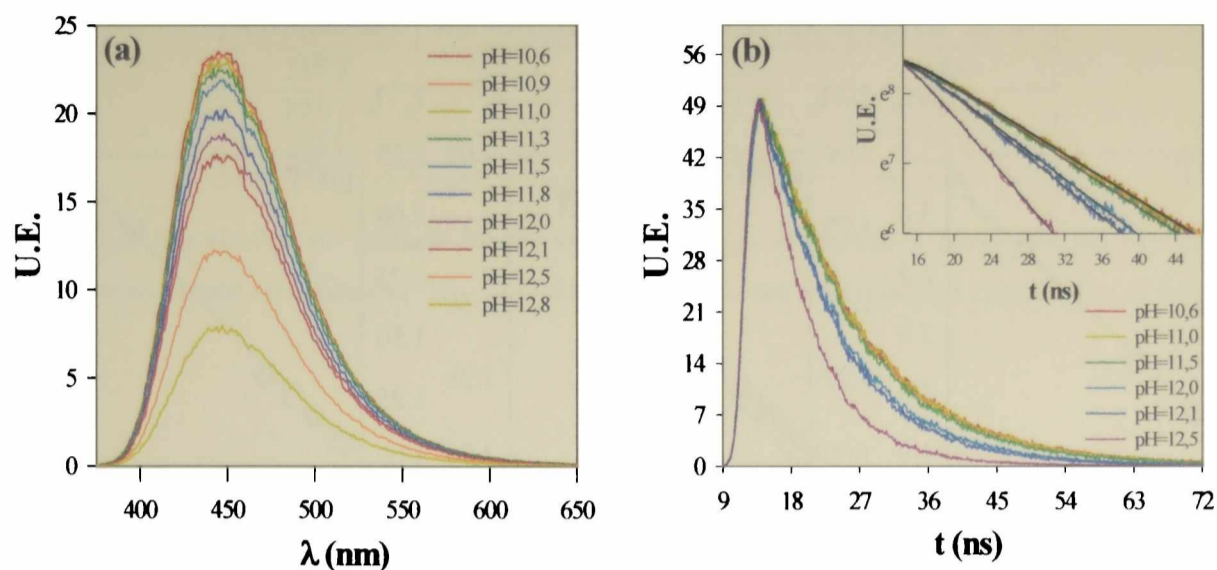 (a)
25
20
15
10
5
0
U.E.
400
450
500
550
600
650
λ (nm)
pH=10,6
pH=10,9
pH=11,0
pH=11,3
pH=11,5
pH=11,8
pH=12,0
pH=12,1
pH=12,5
pH=12,8
(b)
56
49
42
35
28
21
14
7
0
U.E.
9
18
27
36
45
54
63
72
t (ns)
e⁸
e⁷
e⁶
U.E.
16
20
24
28
32
36
40
44
t (ns)
pH=10,6
pH=11,0
pH=11,5
pH=12,0
pH=12,1
pH=12,5